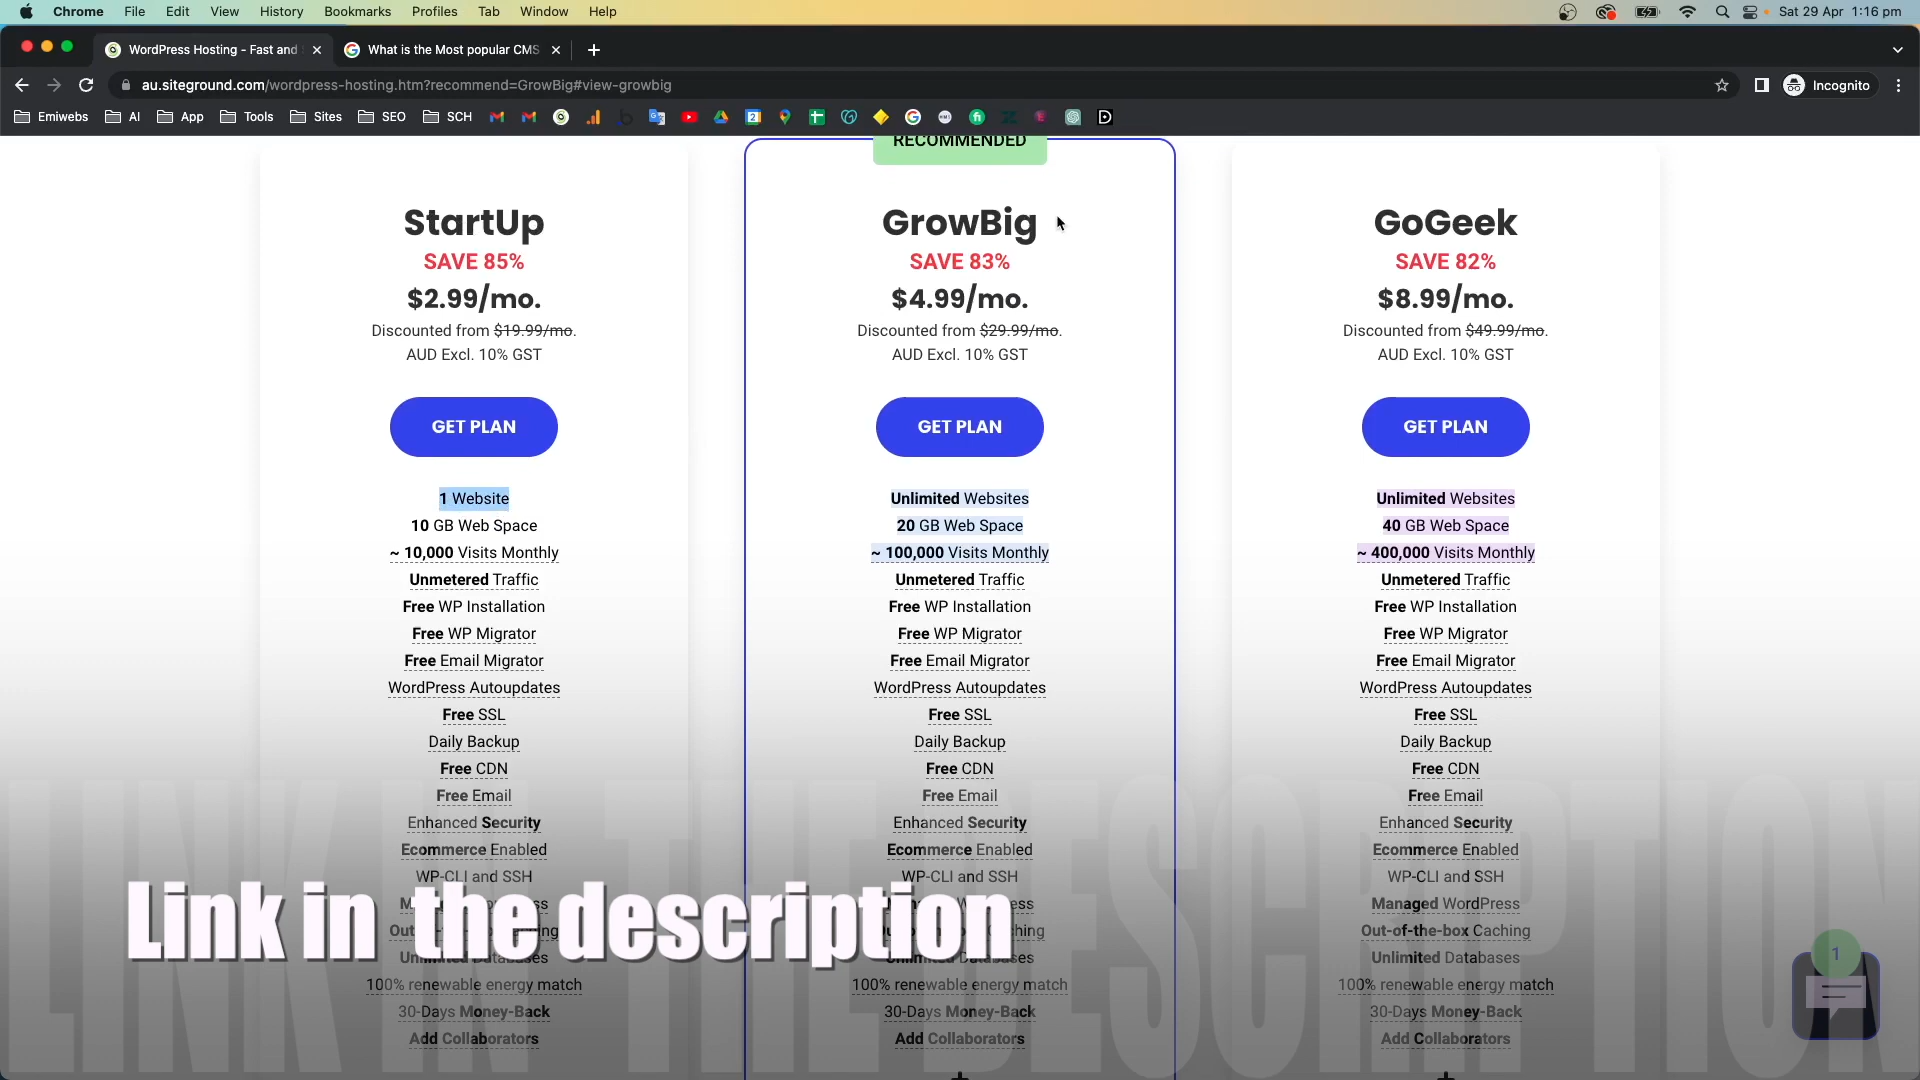 Chrome File Edit View History Bookmarks Profiles Tab Window Help
Sat 29 Apr 1:16 pm
WordPress Hosting - Fast and
What is the Most popular CMS
au.siteground.com/wordpress-hosting.htm?recommend=GrowBig#view-growbig
Incognito
Emiwebs AI App Tools Sites SEO SCH
RECOMMENDED
StartUp
SAVE 85%
$2.99/mo.
Discounted from $19.99/mo.
AUD Excl. 10% GST
GET PLAN
1 Website
10 GB Web Space
~ 10,000 Visits Monthly
Unmetered Traffic
Free WP Installation
Free WP Migrator
Free Email Migrator
WordPress Autoupdates
Free SSL
Daily Backup
Free CDN
Free Email
Enhanced Security
Ecommerce Enabled
WP-CLI and SSH
100% renewable energy match
30-Days Money-Back
Add Collaborators
GrowBig
SAVE 83%
$4.99/mo.
Discounted from $29.99/mo.
AUD Excl. 10% GST
GET PLAN
Unlimited Websites
20 GB Web Space
~ 100,000 Visits Monthly
Unmetered Traffic
Free WP Installation
Free WP Migrator
Free Email Migrator
WordPress Autoupdates
Free SSL
Daily Backup
Free CDN
Free Email
Enhanced Security
Ecommerce Enabled
WP-CLI and SSH
100% renewable energy match
30-Days Money-Back
Add Collaborators
GoGeek
SAVE 82%
$8.99/mo.
Discounted from $49.99/mo.
AUD Excl. 10% GST
GET PLAN
Unlimited Websites
40 GB Web Space
~ 400,000 Visits Monthly
Unmetered Traffic
Free WP Installation
Free WP Migrator
Free Email Migrator
WordPress Autoupdates
Free SSL
Daily Backup
Free CDN
Free Email
Enhanced Security
Ecommerce Enabled
WP-CLI and SSH
Managed WordPress
Out-of-the-box Caching
Unlimited Databases
100% renewable energy match
30-Days Money-Back
Add Collaborators
Link in the description
LINK IN THE DESCRIPTION
1